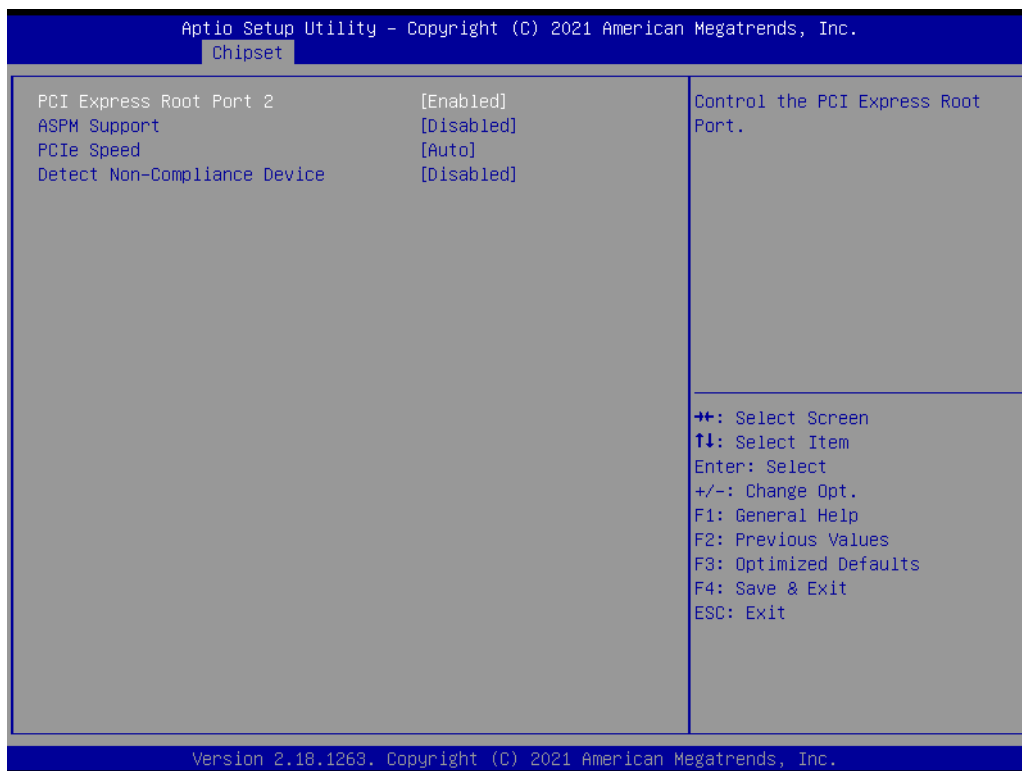 Aptio Setup Utility – Copyright (C) 2021 American Megatrends, Inc.
Chipset
PCI Express Root Port 2 [Enabled]
ASPM Support [Disabled]
PCIe Speed [Auto]
Detect Non-Compliance Device [Disabled]
Control the PCI Express Root
Port.
→←: Select Screen
↑↓: Select Item
Enter: Select
+/-: Change Opt.
F1: General Help
F2: Previous Values
F3: Optimized Defaults
F4: Save & Exit
ESC: Exit
Version 2.18.1263. Copyright (C) 2021 American Megatrends, Inc.